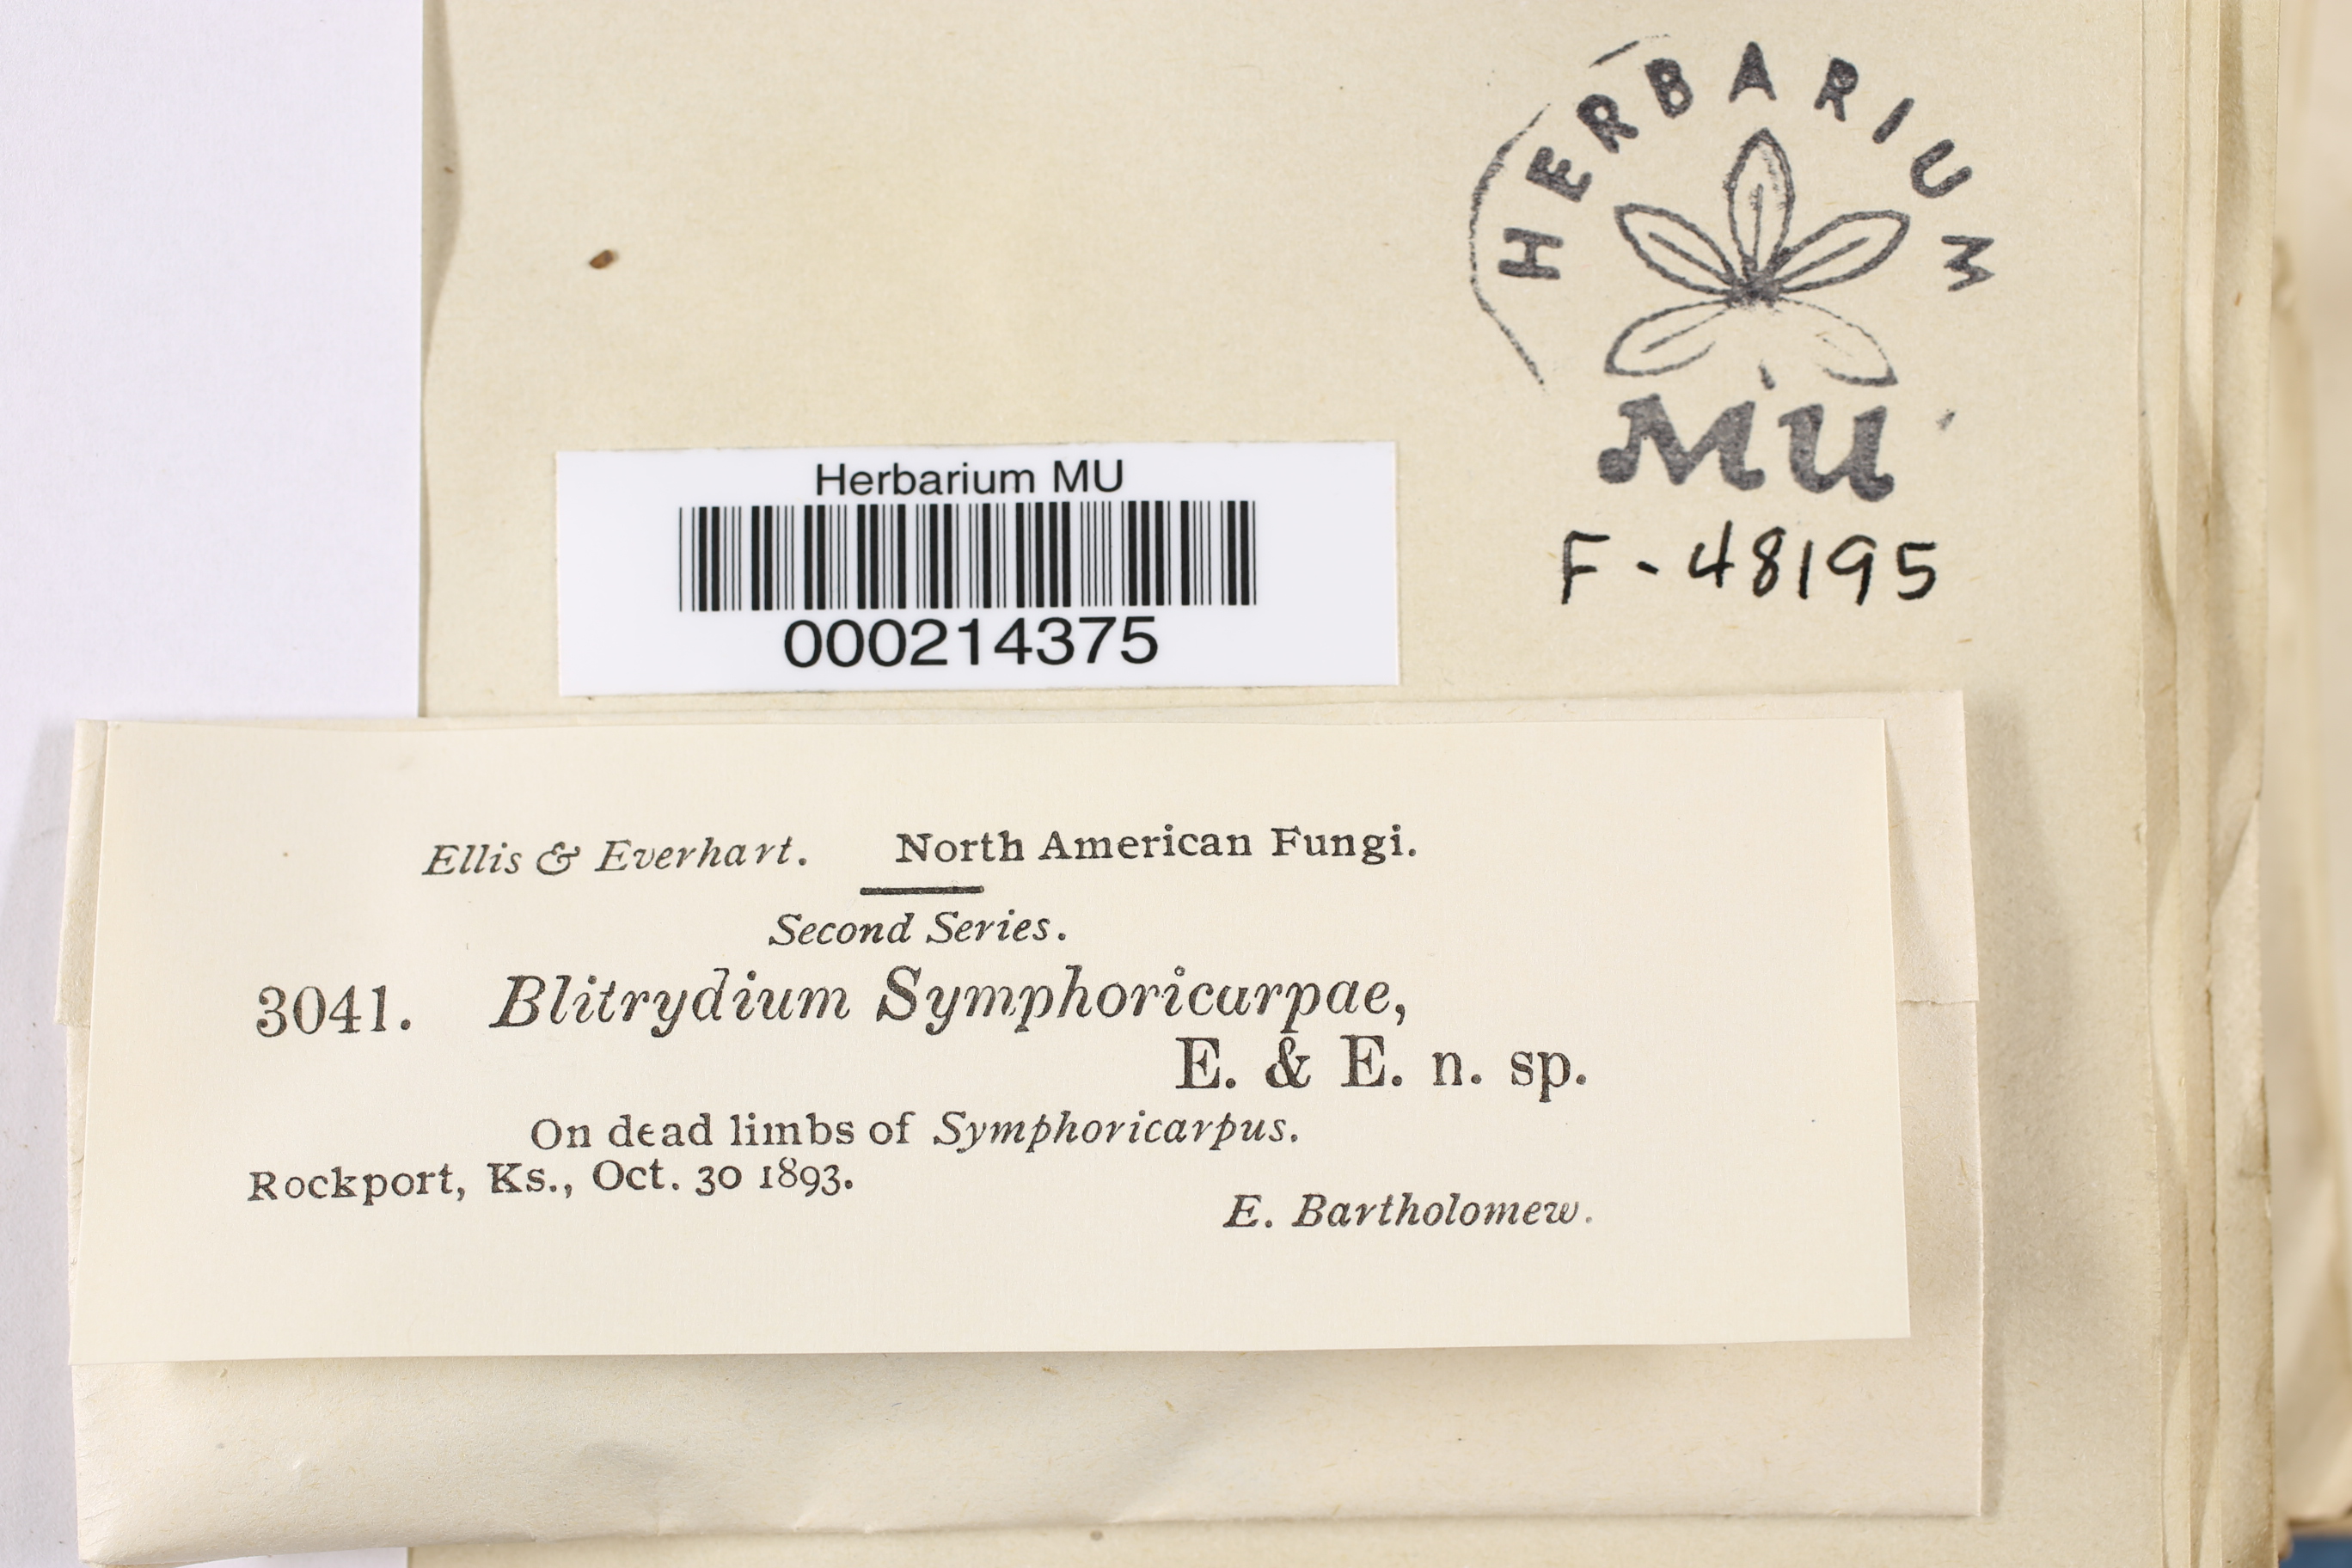 HERBARIUM
MU
F-48195
Herbarium MU
000214375
Ellis & Everhart. North American Fungi.
Second Series.
3041. Blitrydium Symphoricarpae,
E. & E. n. sp.
On dead limbs of Symphoricarpus.
Rockport, Ks., Oct. 30 1893.
E. Bartholomew.